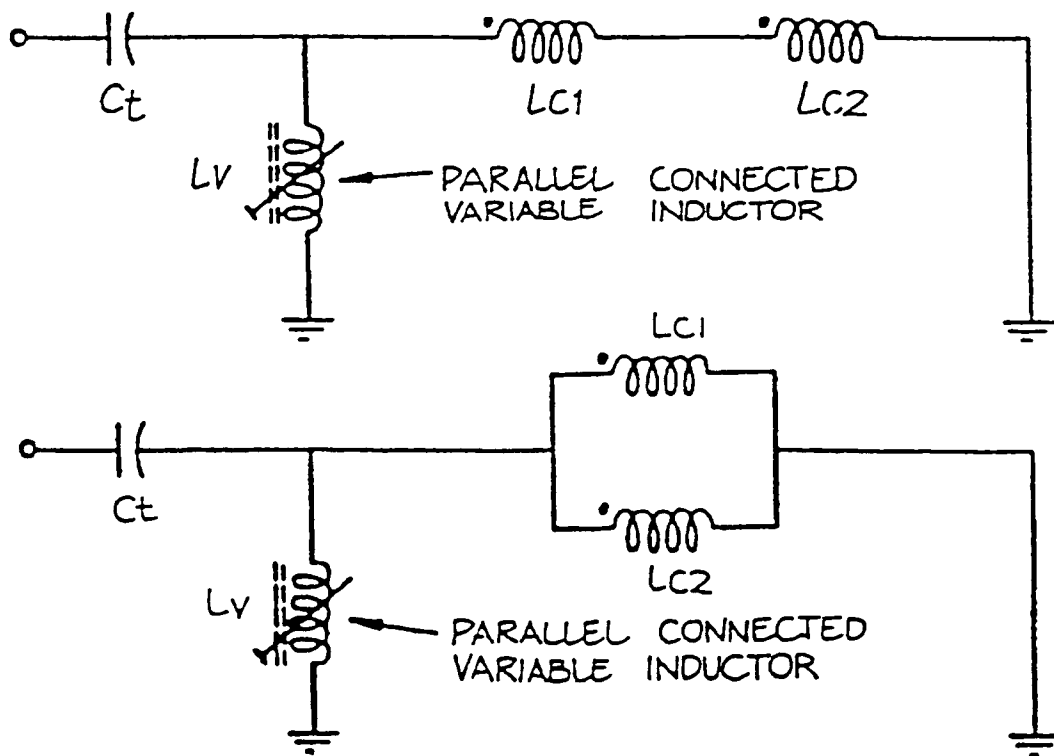 Ct
LC1
LC2
LV
PARALLEL CONNECTED
VARIABLE INDUCTOR
LC1
Ct
LC2
LV
PARALLEL CONNECTED
VARIABLE INDUCTOR